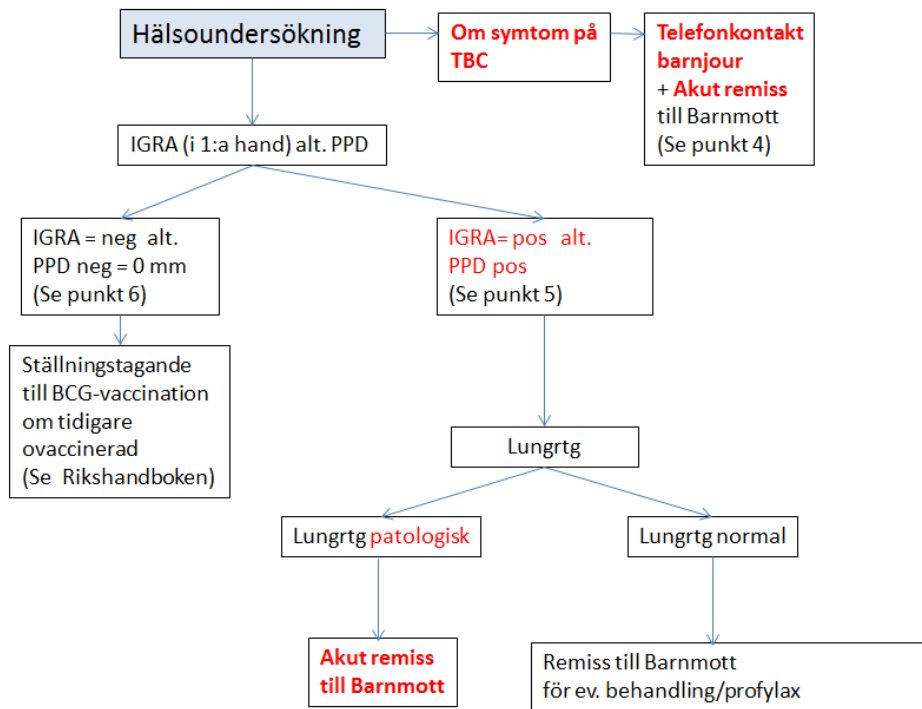 Hälsoundersökning
Om symtom på
TBC
Telefonkontakt
barnjour
+ Akut remiss
till Barnmott
(Se punkt 4)
IGRA (i 1:a hand) alt. PPD
IGRA = neg alt.
PPD neg = 0 mm
(Se punkt 6)
IGRA= pos alt.
PPD pos
(Se punkt 5)
Ställningstagande
till BCG-vaccination
om tidigare
ovaccinerad
(Se Rikshandboken)
Lungrtg
Lungrtg patologisk
Lungrtg normal
Akut remiss
till Barnmott
Remiss till Barnmott
för ev. behandling/profylax